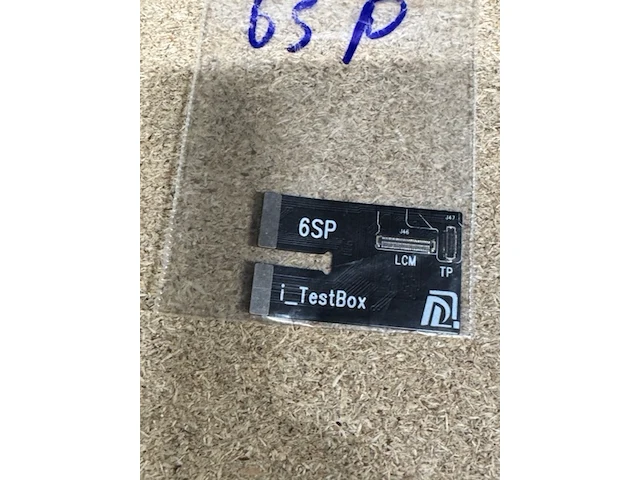 6S P
6SP
J46
J47
LCM
TP
i_TestBox